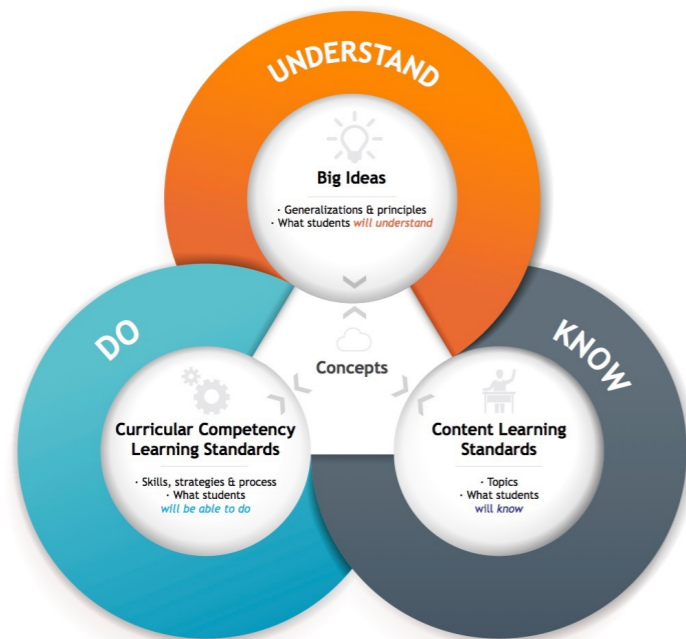 UNDERSTAND
Big Ideas
· Generalizations & principles
· What students will understand
DO
KNOW
Concepts
Curricular Competency
Learning Standards
· Skills, strategies & process
· What students
will be able to do
Content Learning
Standards
· Topics
· What students
will know